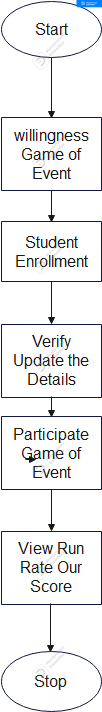 Start
willingness
Game of
Event
Student
Enrollment
Verify
Update the
Details
Participate
Game of
Event
View Run
Rate Our
Score
Stop